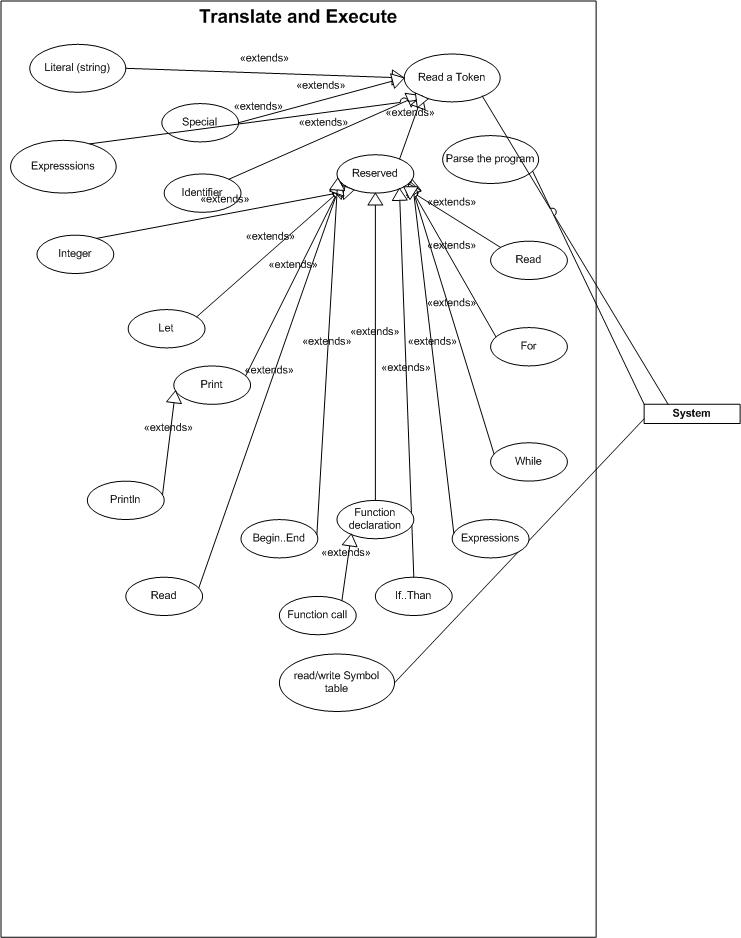 Translate and Execute
«extends»
Literal (string)
Read a Token
«extends»
«extends»
«extends»
Special
«extends»
Parse the program
Expresssions
Reserved
Identifier
«extends»
«extends»
«extends»
«extends»
Integer
Read
«extends»
«extends»
Let
«extends»
«extends»
«extends»
For
«extends»
«extends»
Print
System
«extends»
While
Println
Function
declaration
Begin..End
Expressions
«extends»
Read
If..Than
Function call
read/write Symbol
table